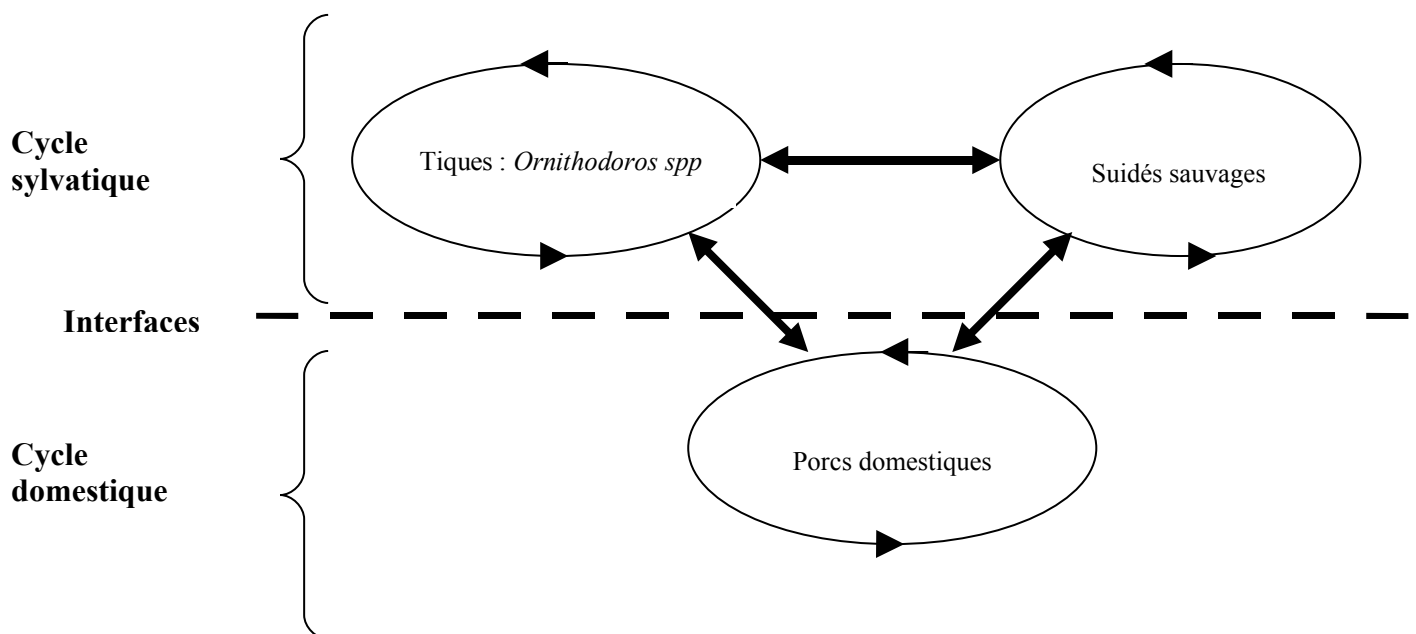 Cycle
sylvatique
Tiques : Ornithodoros spp
Suidés sauvages
Interfaces
Cycle
domestique
Porcs domestiques